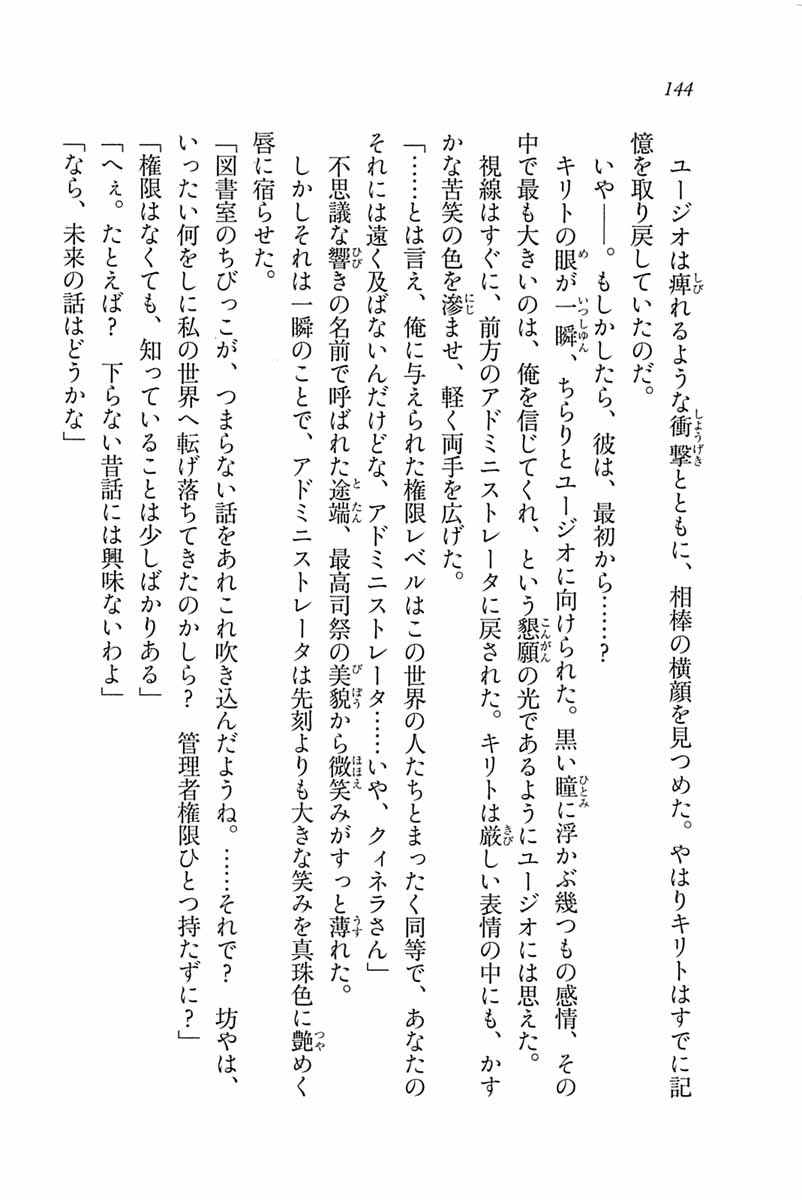 144
ユージオは痺れるような衝撃とともに、相棒の横顔を見つめた。やはりキリトはすでに記
憶を取り戻していたのだ。
いや――。もしかしたら、彼は、最初から……？
キリトの眼が一瞬、ちらりとユージオに向けられた。黒い瞳に浮かぶ幾つもの感情、その
中で最も大きいのは、俺を信じてくれ、という懇願の光であるようにユージオには思えた。
視線はすぐに、前方のアドミニストレータに戻された。キリトは厳しい表情の中にも、かす
かな苦笑の色を滲ませ、軽く両手を広げた。
「……とは言え、俺に与えられた権限レベルはこの世界の人たちとまったく同等で、あなたの
それには遠く及ばないんだけどな、アドミニストレータ……いや、クィネラさん」
不思議な響きの名前で呼ばれた途端、最高司祭の美貌から微笑みがすっと薄れた。
しかしそれは一瞬のことで、アドミニストレータは先刻よりも大きな笑みを真珠色に艶めく
唇に宿らせた。
「図書室のちびっこが、つまらない話をあれこれ吹き込んだようね。……それで？　坊やは、
いったい何をしに私の世界へ転げ落ちてきたのかしら？　管理者権限ひとつ持たずに？」
「権限はなくても、知っていることは少しばかりある」
「へぇ。たとえば？　下らない昔話には興味ないわよ」
「なら、未来の話はどうかな」